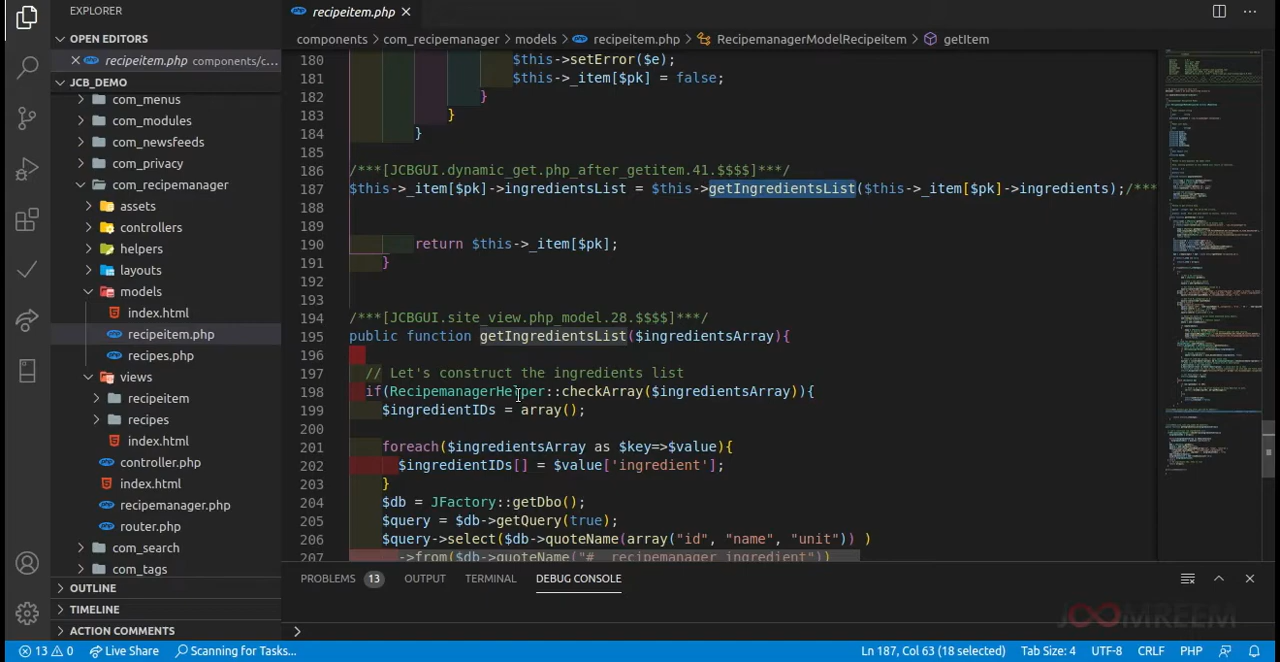 EXPLORER
OPEN EDITORS
recipeitem.php components/c...
JCB_DEMO
com_menus
com_modules
com_newsfeeds
com_privacy
com_recipemanager
assets
controllers
helpers
layouts
models
index.html
recipeitem.php
recipes.php
views
recipeitem
recipes
index.html
controller.php
index.html
recipemanager.php
router.php
com_search
com_tags
OUTLINE
TIMELINE
ACTION COMMENTS
recipeitem.php
components > com_recipemanager > models > recipeitem.php > RecipemanagerModelRecipeitem > getItem
180 $this->setError($e);
181 $this->_item[$pk] = false;
182 }
183 }
184 }
185
186 /***[JCBGUI.dynamic_get.php_after_getitem.41.$$$$]***/
187 $this->_item[$pk]->ingredientsList = $this->getIngredientsList($this->_item[$pk]->ingredients);/***
188
189
190 return $this->_item[$pk];
191 }
192
193
194 /***[JCBGUI.site_view.php_model.28.$$$$]***/
195 public function getIngredientsList($ingredientsArray){
196
197 // Let's construct the ingredients list
198 if(RecipemanagerHelper::checkArray($ingredientsArray)){
199 $ingredientIDs = array();
200
201 foreach($ingredientsArray as $key=>$value){
202 $ingredientIDs[] = $value['ingredient'];
203 }
204 $db = JFactory::getDbo();
205 $query = $db->getQuery(true);
206 $query->select($db->quoteName(array("id", "name", "unit")) )
207 ->from($db->quoteName("#__recipemanager_ingredient"))
PROBLEMS 13 OUTPUT TERMINAL DEBUG CONSOLE
JOOMREEM
13 0 Live Share Scanning for Tasks... Ln 187, Col 63 (18 selected) Tab Size: 4 UTF-8 CRLF PHP